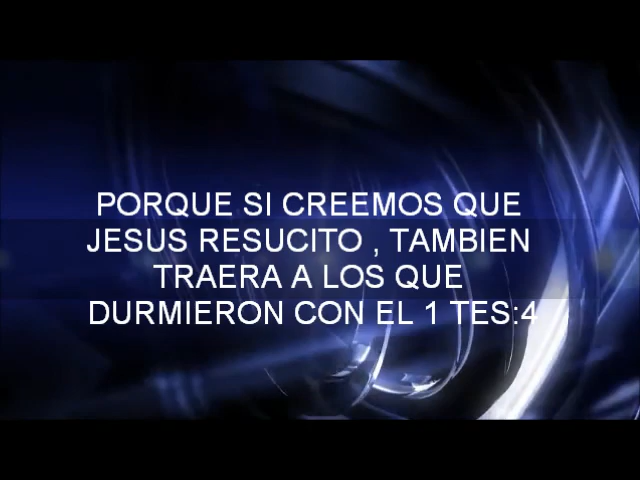 PORQUE SI CREEMOS QUE
JESUS RESUCITO , TAMBIEN
TRAERA A LOS QUE
DURMIERON CON EL 1 TES:4